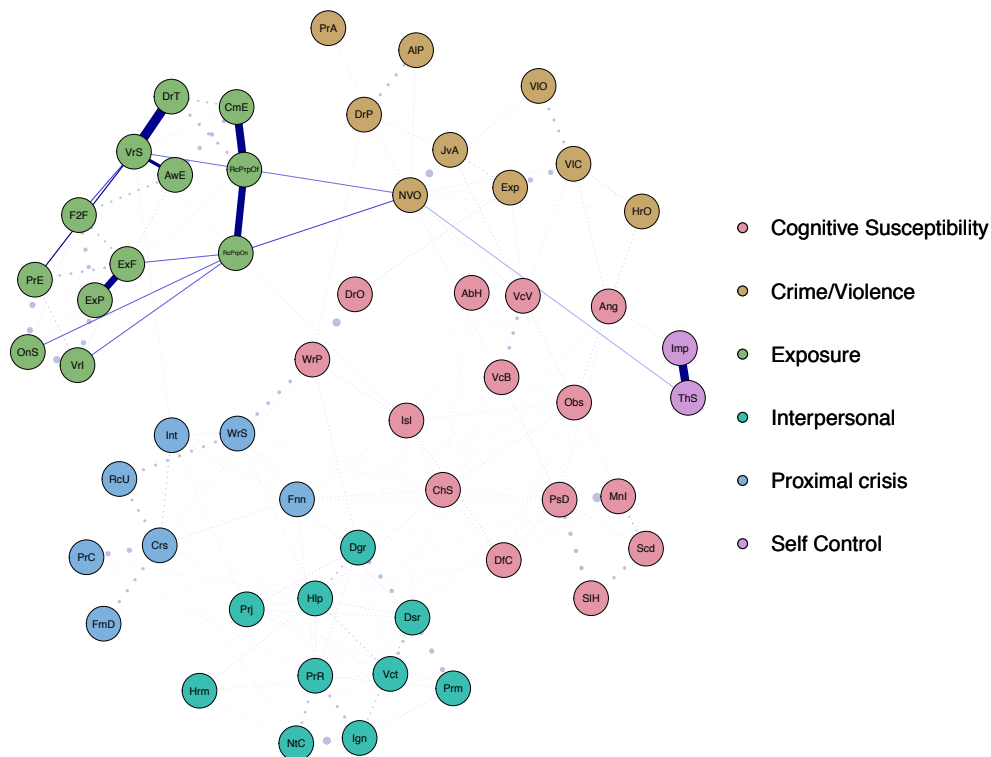 PrA
AlP
VlO
DrT
CmE
DrP
JvA
VrS
VlC
RcPrpOf
AwE
Exp
NVO
HrO
F2F
RcPrpOn
ExF
PrE
ExP
DrO
AbH
VcV
Ang
OnS
VrI
WrP
Imp
VcB
ThS
Obs
Isl
Int
WrS
RcU
ChS
Fnn
PsD
MnI
Crs
Dgr
Scd
PrC
DfC
Prj
Hlp
SlH
FmD
Dsr
PrR
Vct
Hrm
Prm
NtC
Ign
Cognitive Susceptibility
Crime/Violence
Exposure
Interpersonal
Proximal crisis
Self Control